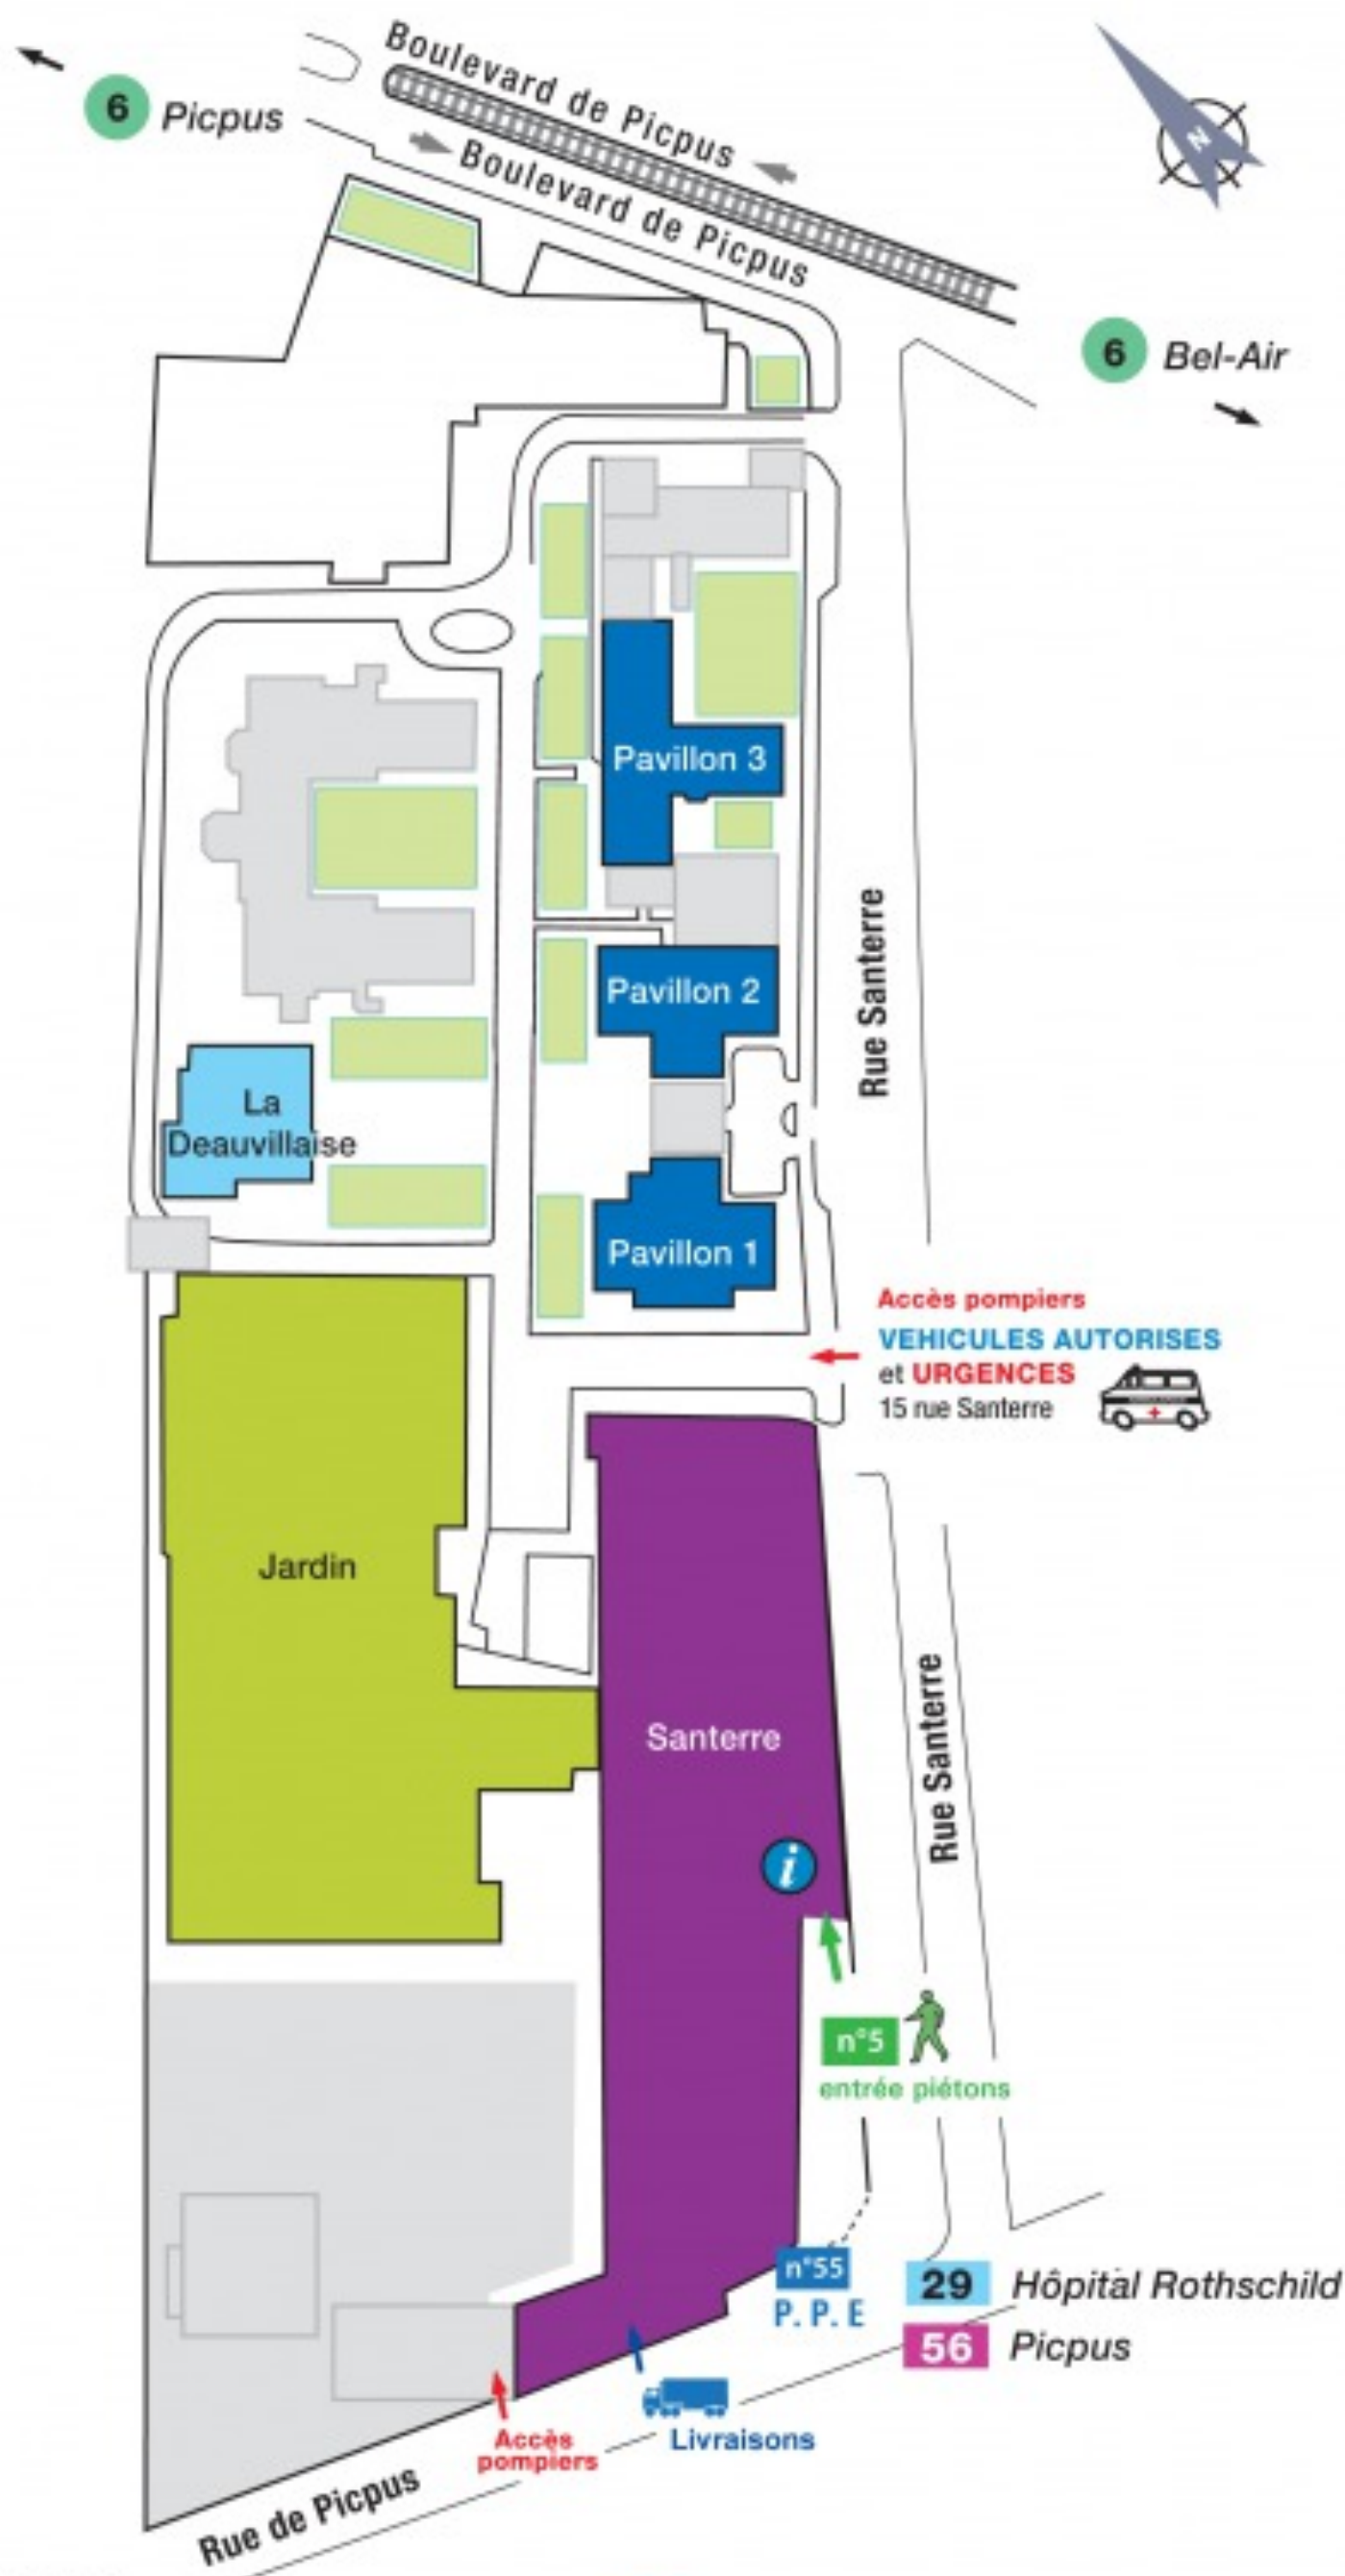 Boulevard de Picpus
6 Picpus
Boulevard de Picpus
N
6 Bel-Air
Pavillon 3
Rue Santerre
Pavillon 2
La
Deauvillaise
Pavillon 1
Accès pompiers
VEHICULES AUTORISES
et URGENCES
15 rue Santerre
Jardin
Santerre
Rue Santerre
i
n°5
entrée piétons
n°55
P. P. E
29 Hôpital Rothschild
56 Picpus
Livraisons
Accès
pompiers
Rue de Picpus